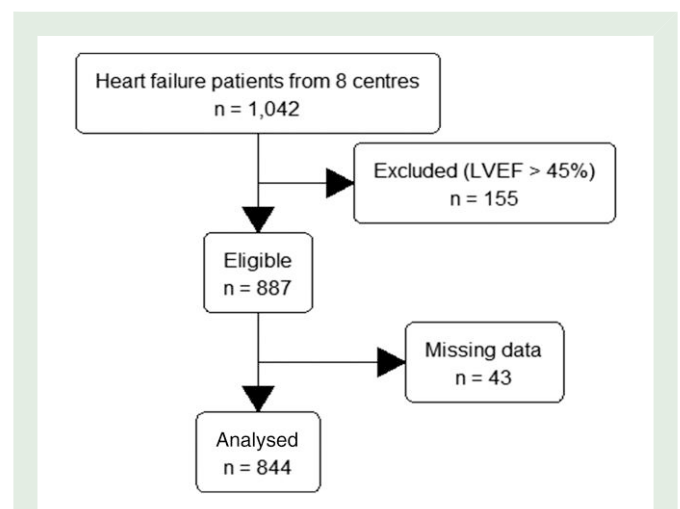 Heart failure patients from 8 centres
n = 1,042
Excluded (LVEF > 45%)
n = 155
Eligible
n = 887
Missing data
n = 43
Analysed
n = 844